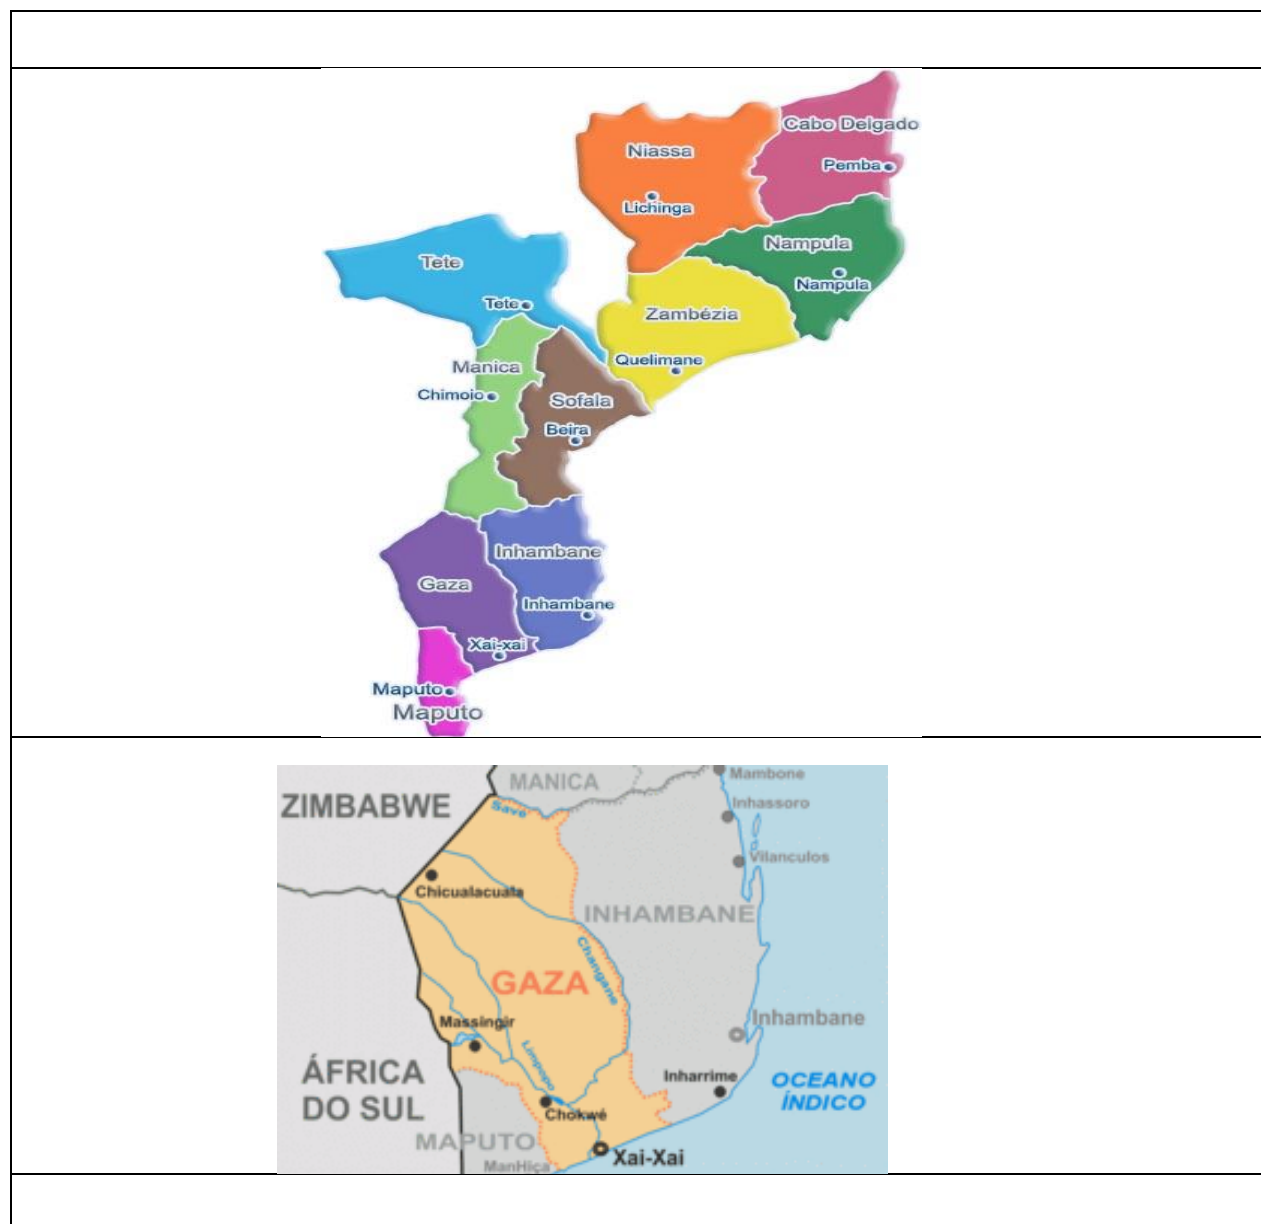 Cabo Delgado
Niassa
Pemba
Lichinga
Nampula
Tete
Nampula
Tete
Zambézia
Quelimane
Manica
Chimoio
Sofala
Beira
Inhambane
Gaza
Inhambane
Xai-xai
Maputo
Maputo
MANICA
Mambone
ZIMBABWE
Save
Inhassoro
Vilanculos
Chicualacuala
INHAMBANE
Changane
GAZA
Massingir
Inhambane
Limpopo
ÁFRICA
DO SUL
Inharrime
OCEANO
ÍNDICO
Chokwé
MAPUTO
Xai-Xai
ManHiça